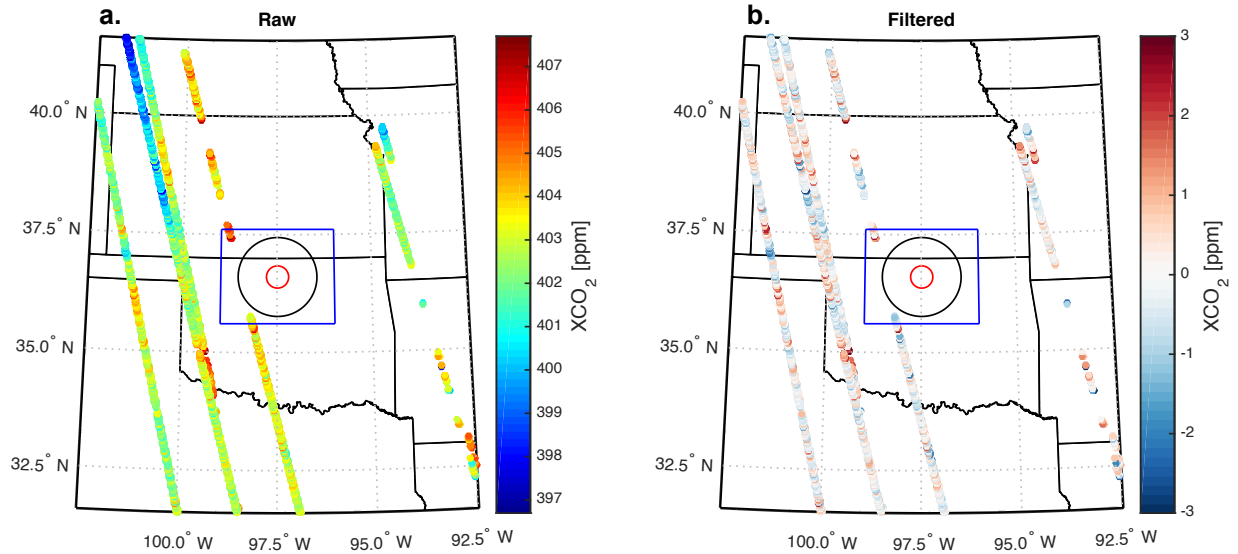 a.
Raw
40.0° N
37.5° N
35.0° N
32.5° N
100.0° W
97.5° W
95.0° W
92.5° W
407
406
405
404
403
402
401
400
399
398
397
XCO2 [ppm]
b.
Filtered
40.0° N
37.5° N
35.0° N
32.5° N
100.0° W
97.5° W
95.0° W
92.5° W
3
2
1
0
-1
-2
-3
XCO2 [ppm]